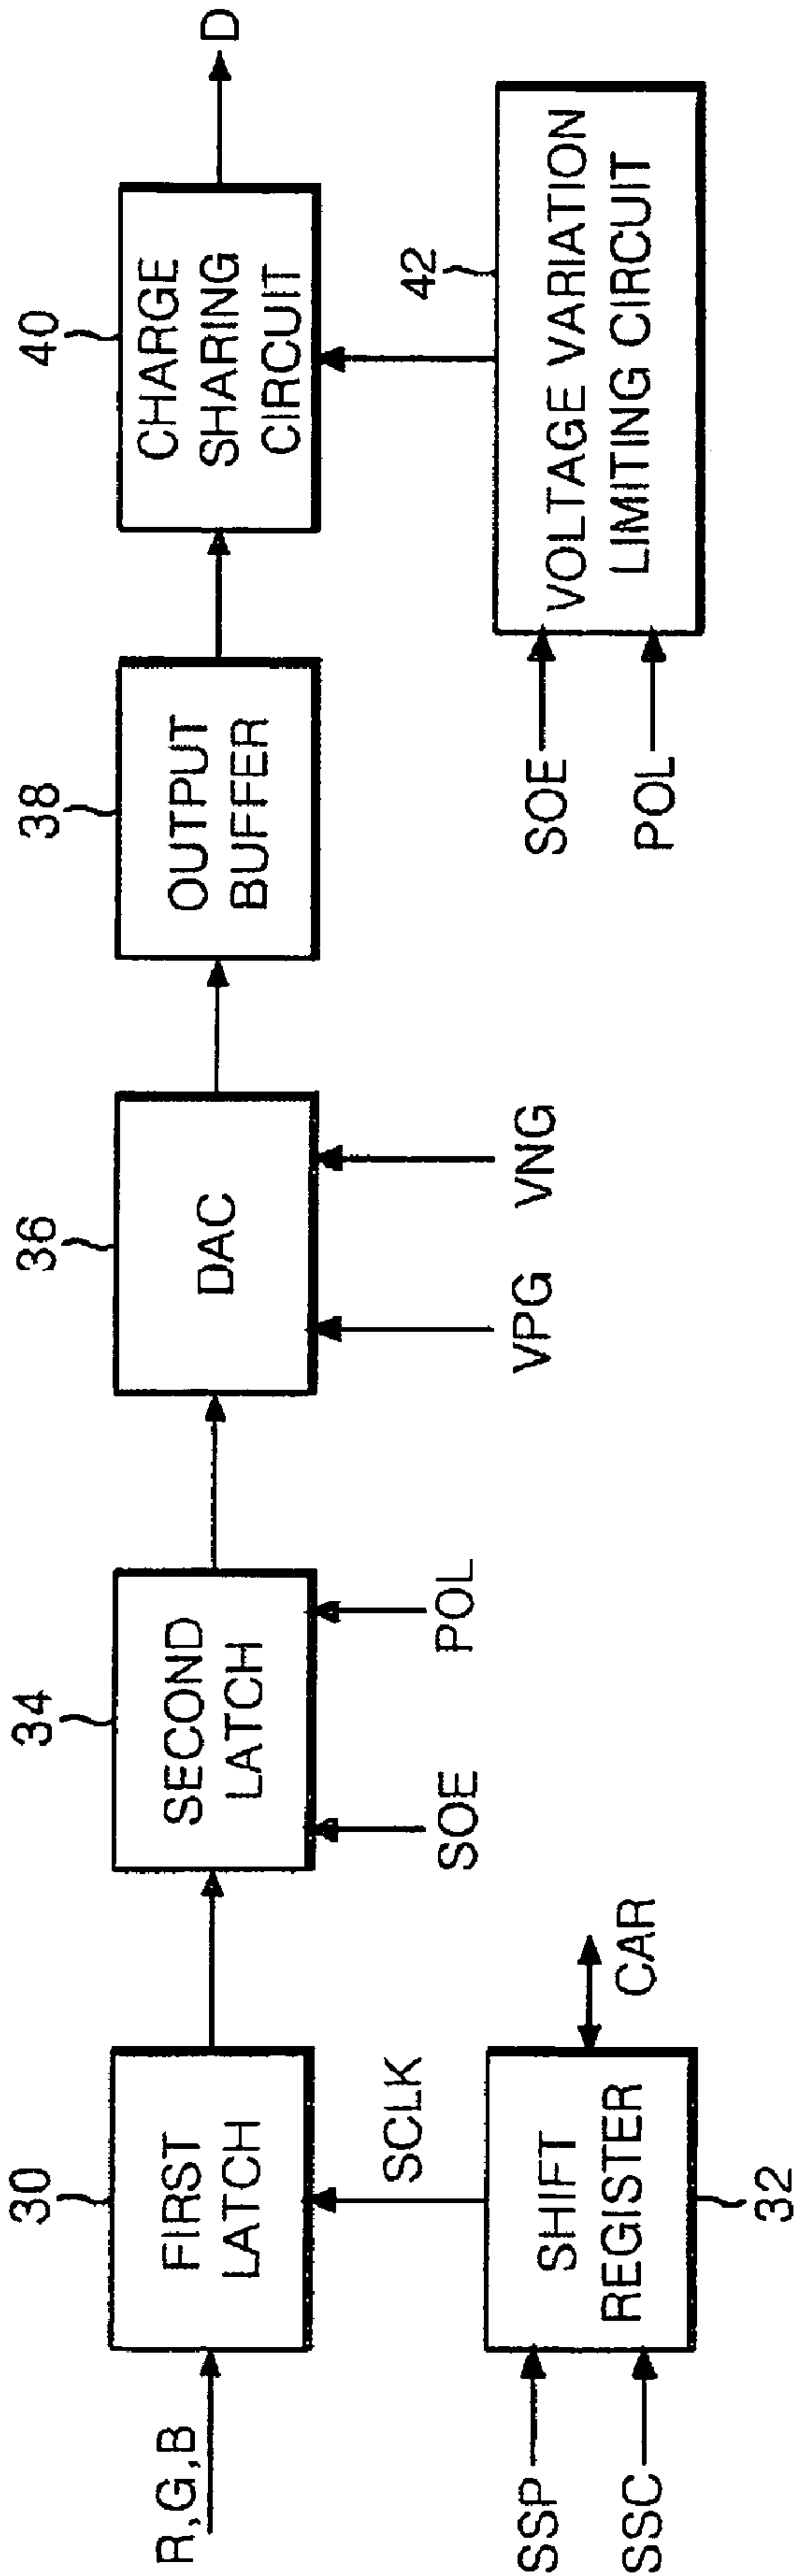 30
34
36
38
40
R,G,B
FIRST
LATCH
SECOND
LATCH
DAC
OUTPUT
BUFFER
CHARGE
SHARING
CIRCUIT
D
SCLK
SOE
POL
VPG
VNG
42
SSP
SSC
SHIFT
REGISTER
CAR
32
SOE
POL
VOLTAGE VARIATION
LIMITING CIRCUIT